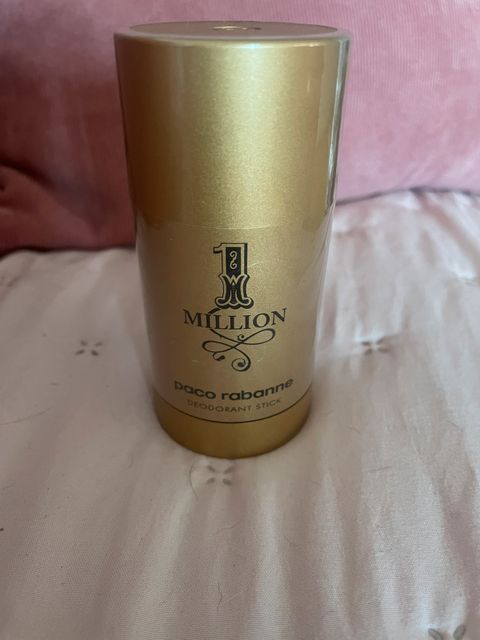 1
MILLION
paco rabanne
DEODORANT STICK